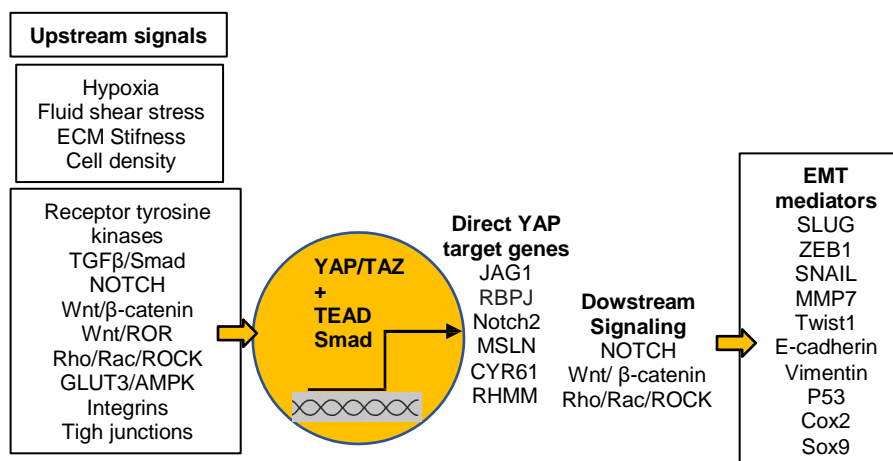 Upstream signals
Hypoxia
Fluid shear stress
ECM Stifness
Cell density
Receptor tyrosine
kinases
TGFβ/Smad
NOTCH
Wnt/β-catenin
Wnt/ROR
Rho/Rac/ROCK
GLUT3/AMPK
Integrins
Tigh junctions
YAP/TAZ
+
TEAD
Smad
Direct YAP
target genes
JAG1
RBPJ
Notch2
MSLN
CYR61
RHMM
Dowstream
Signaling
NOTCH
Wnt/ β-catenin
Rho/Rac/ROCK
EMT
mediators
SLUG
ZEB1
SNAIL
MMP7
Twist1
E-cadherin
Vimentin
P53
Cox2
Sox9